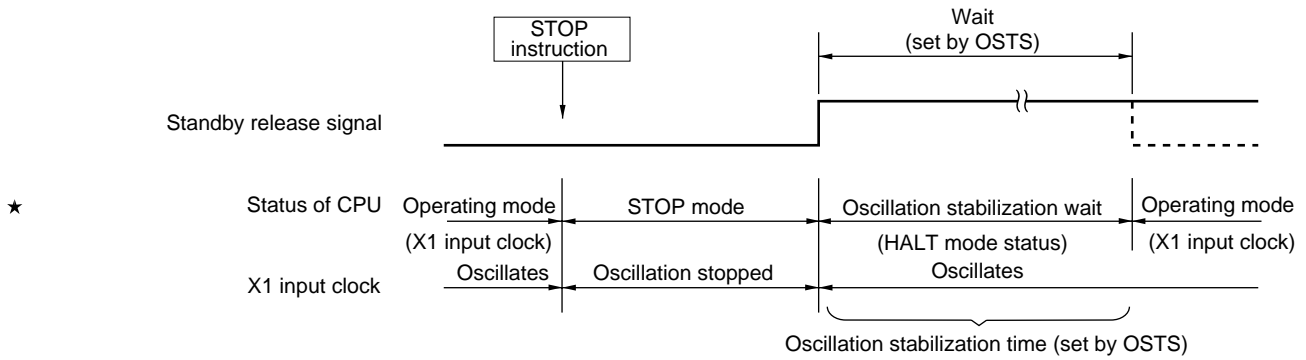 Wait
(set by OSTS)
STOP
instruction
Standby release signal
★ Status of CPU Operating mode STOP mode Oscillation stabilization wait Operating mode
(X1 input clock) (HALT mode status) (X1 input clock)
X1 input clock Oscillates Oscillation stopped Oscillates
Oscillation stabilization time (set by OSTS)